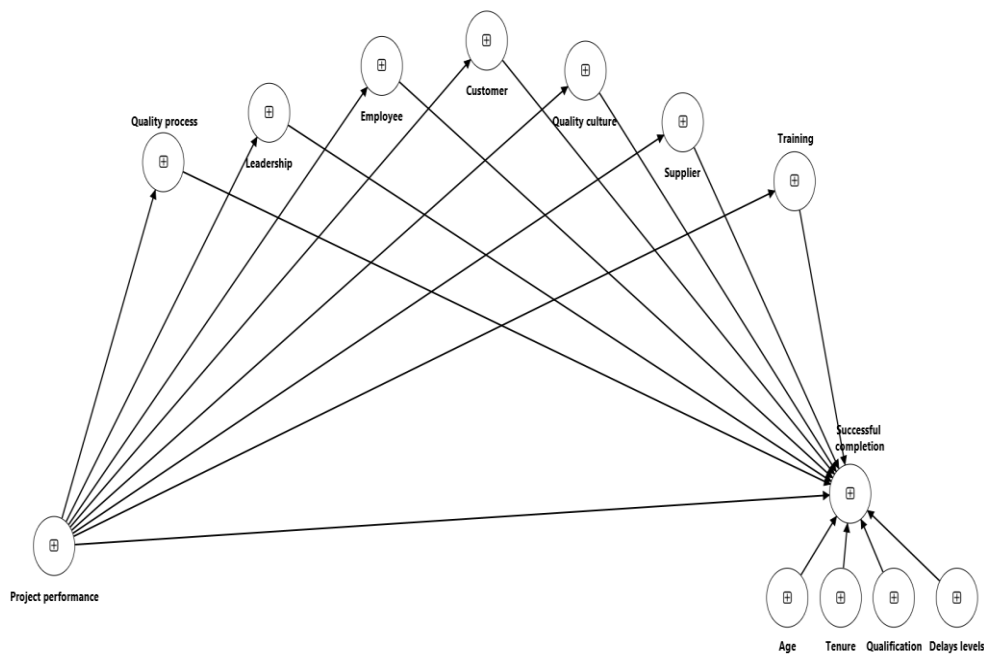 Customer
Employee
Quality culture
Quality process
Leadership
Supplier
Training
Successful
completion
Project performance
Age
Tenure
Qualification
Delays levels